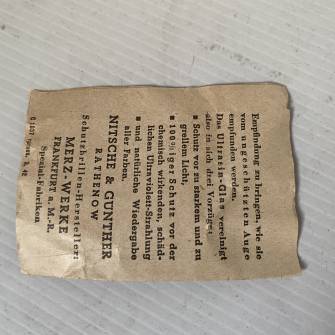 Empfindung zu bringen, wie sie
vom ungeschützten Auge
empfunden werden.
Das Ultrasin-Glas vereinigt
also in sich drei Vorzüge:
■ Schutz vor zu starkem und zu
grellem Licht,
■ 100%iger Schutz vor der
chemisch wirkenden, schäd-
lichen Ultraviolett-Strahlung
■ und natürliche Wiedergabe
aller Farben.
NITSCHE & GÜNTHER
RATHENOW
Schutzbrillen-Hersteller:
MERZ-WERKE
FRANKFURT a. M.-R.
Spezial-Fabriken